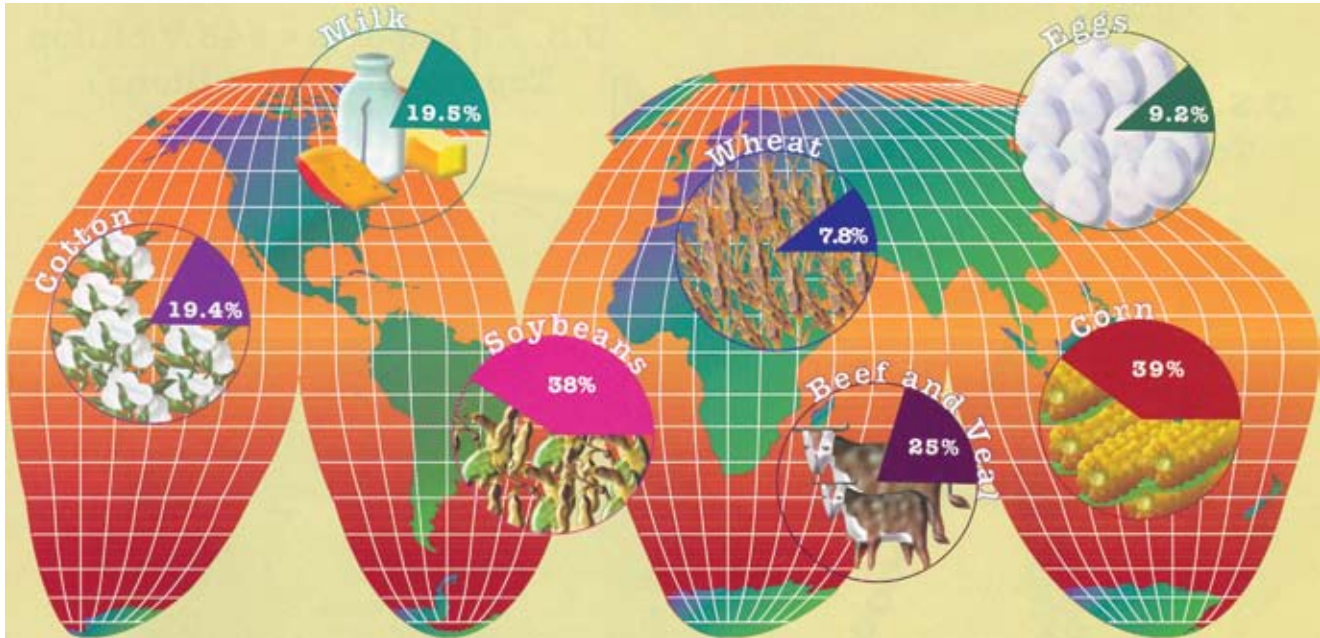 Milk
19.5%
Eggs
9.2%
Wheat
7.8%
Cotton
19.4%
Soybeans
38%
Beef and Veal
25%
Corn
39%